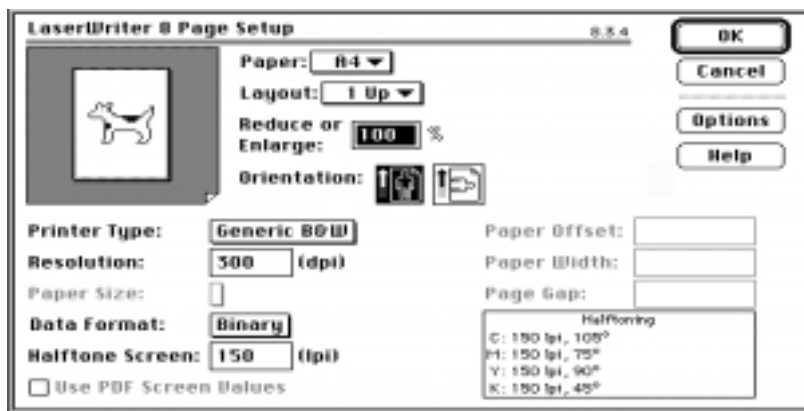 LaserWriter 8 Page Setup 8.3.4
OK
Paper: A4
Cancel
Layout: 1 Up
Reduce or Enlarge: 100 %
Options
Help
Orientation:
Printer Type: Generic B&W
Paper Offset:
Resolution: 300 (dpi)
Paper Width:
Paper Size:
Page Gap:
Data Format: Binary
Halftone Screen: 150 (lpi)
Use PDF Screen Values
Halftoning
C: 150 lpi, 105°
M: 150 lpi, 75°
Y: 150 lpi, 90°
K: 150 lpi, 45°